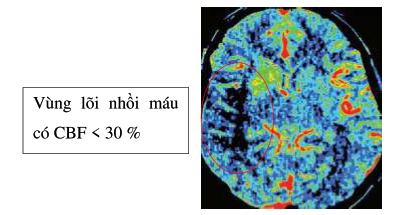 Vùng lõi nhồi máu
có CBF < 30 %